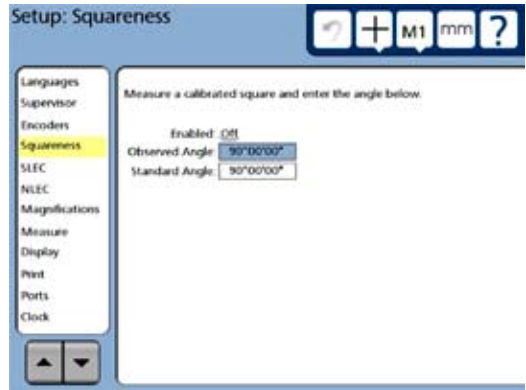 Setup: Squareness
M1 mm ?
Languages
Supervisor
Encoders
Squareness
SLEC
NLEC
Magnifications
Measure
Display
Print
Ports
Clock
Measure a calibrated square and enter the angle below.
Enabled: Off
Observed Angle: 90°00'00"
Standard Angle: 90°00'00"